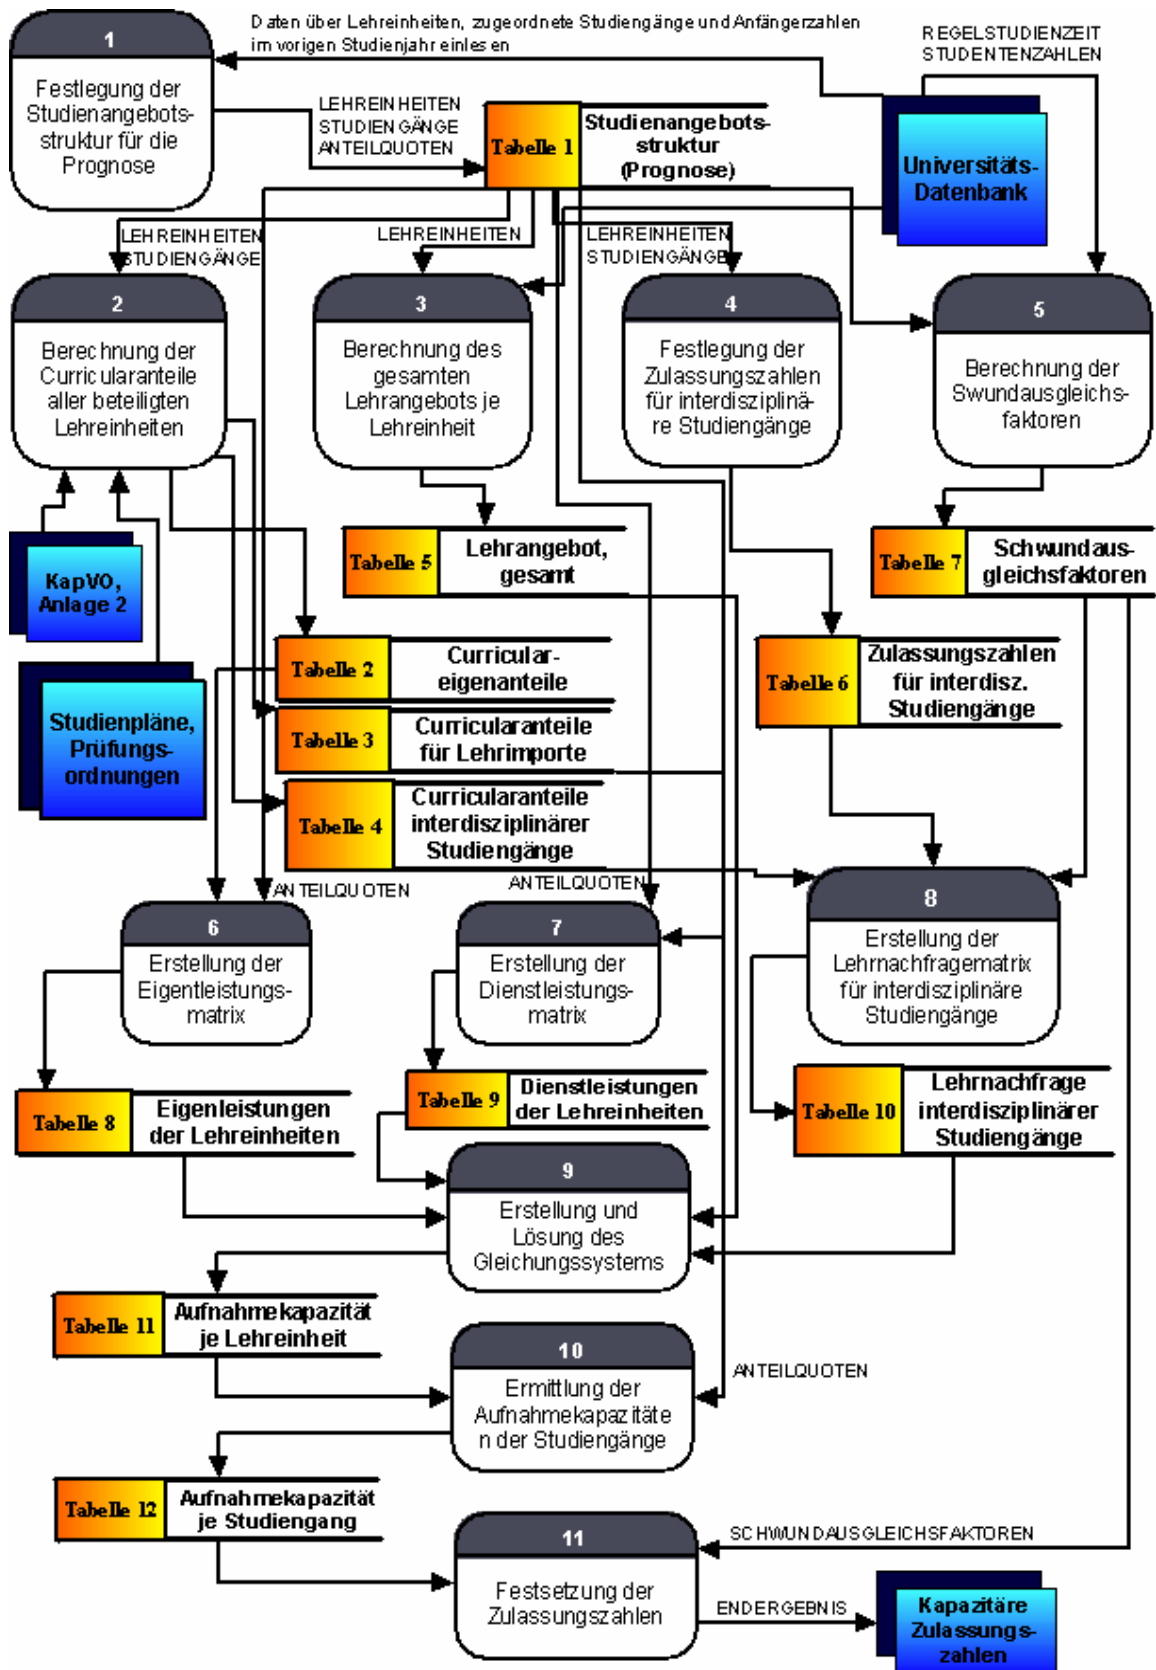 Daten über Lehreinheiten, zugeordnete Studiengänge und Anfängerzahlen
im vorigen Studienjahr einlesen
REGELSTUDIENZEIT
STUDENTENZAHLEN
1
Festlegung der
Studienangebots-
struktur für die
Prognose
LEHREINHEITEN
STUDIENGÄNGE
ANTEILQUOTEN
Tabelle 1
Studienangebots-
struktur
(Prognose)
Universitäts-
Datenbank
LEHREINHEITEN
STUDIENGÄNGE
LEHREINHEITEN
LEHREINHEITEN
STUDIENGÄNGE
2
Berechnung der
Curricularanteile
aller beteiligten
Lehreinheiten
3
Berechnung des
gesamten
Lehrangebots je
Lehreinheit
4
Festlegung der
Zulassungszahlen
für interdisziplinä-
re Studiengänge
5
Berechnung der
Swundausgleichs-
faktoren
KapVO,
Anlage 2
Tabelle 5
Lehrangebot,
gesamt
Tabelle 7
Schwundaus-
gleichsfaktoren
Studienpläne,
Prüfungs-
ordnungen
Tabelle 2
Curricular-
eigenanteile
Tabelle 3
Curricularanteile
für Lehrimporte
Tabelle 4
Curricularanteile
interdisziplinärer
Studiengänge
Tabelle 6
Zulassungszahlen
für interdisz.
Studiengänge
ANTEILQUOTEN
ANTEILQUOTEN
6
Erstellung der
Eigentleistungs-
matrix
7
Erstellung der
Dienstleistungs-
matrix
8
Erstellung der
Lehrnachfragematrix
für interdisziplinäre
Studiengänge
Tabelle 8
Eigenleistungen
der Lehreinheiten
Tabelle 9
Dienstleistungen
der Lehreinheiten
Tabelle 10
Lehrnachfrage
interdisziplinärer
Studiengänge
9
Erstellung und
Lösung des
Gleichungssystems
Tabelle 11
Aufnahmekapazität
je Lehreinheit
10
Ermittlung der
Aufnahmekapazitäte
n der Studiengänge
ANTEILQUOTEN
Tabelle 12
Aufnahmekapazität
je Studiengang
11
Festsetzung der
Zulassungszahlen
SCHWUNDAUSGLEICHSFAKTOREN
ENDERGEBNIS
Kapazitäre
Zulassungs-
zahlen